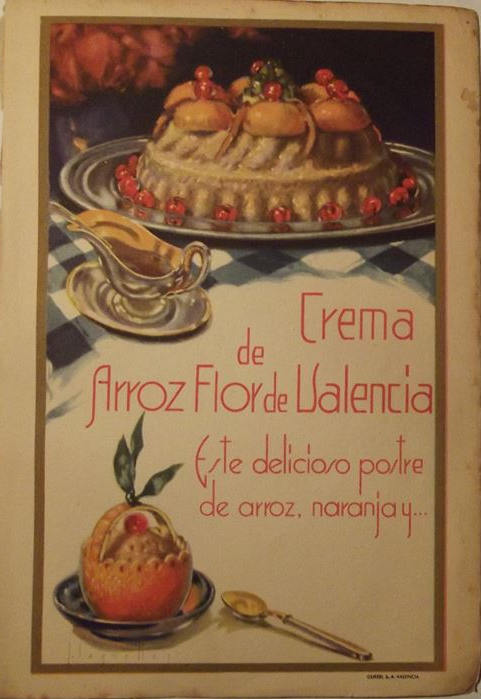 Crema
de
Arroz Flor de Valencia
Este delicioso postre
de arroz, naranja y...